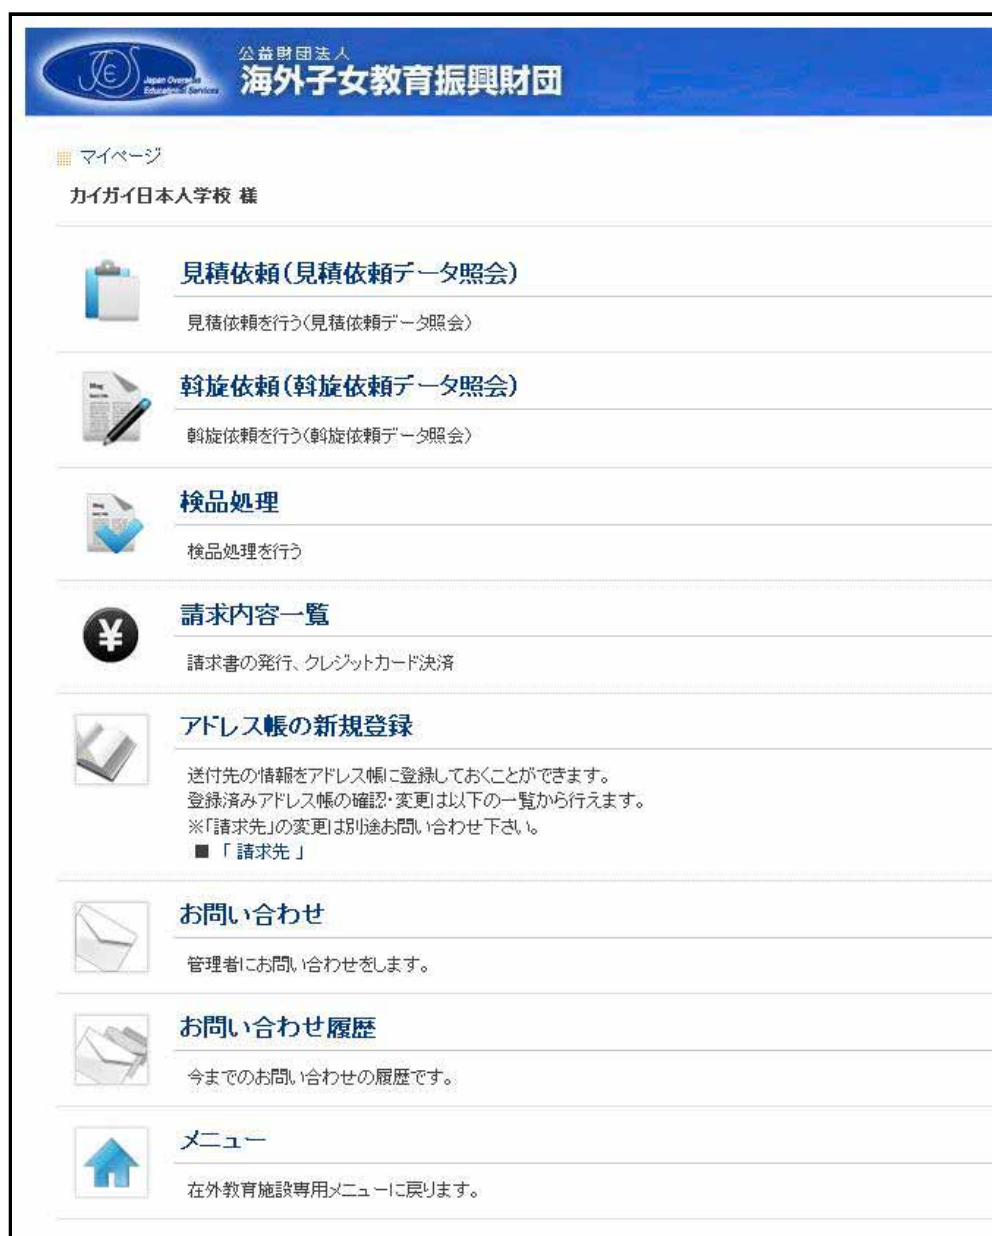 JOES
Japan Overseas
Educational Services
公益財団法人
海外子女教育振興財団
マイページ
カイガイ日本人学校 様
見積依頼(見積依頼データ照会)
見積依頼を行う(見積依頼データ照会)
斡旋依頼(斡旋依頼データ照会)
斡旋依頼を行う(斡旋依頼データ照会)
検品処理
検品処理を行う
¥
請求内容一覧
請求書の発行、クレジットカード決済
アドレス帳の新規登録
送付先の情報をアドレス帳に登録しておくことができます。
登録済みアドレス帳の確認・変更は以下の一覧から行えます。
※「請求先」の変更は別途お問い合わせ下さい。
■「 請求先 」
お問い合わせ
管理者にお問い合わせをします。
お問い合わせ履歴
今までのお問い合わせの履歴です。
メニュー
在外教育施設専用メニューに戻ります。